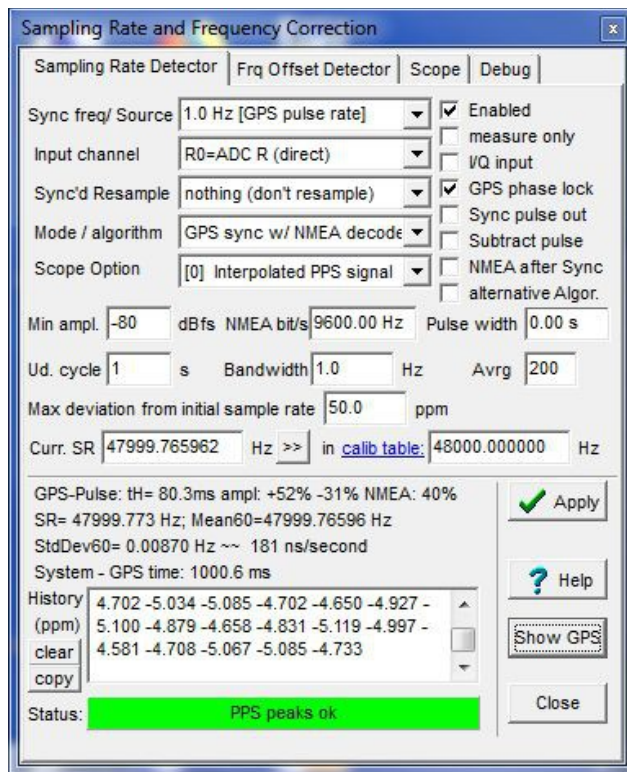 Sampling Rate and Frequency Correction x
Sampling Rate Detector Frq Offset Detector Scope Debug
Sync freq/ Source 1.0 Hz [GPS pulse rate] Enabled
measure only
Input channel R0=ADC R (direct) I/Q input
Sync'd Resample nothing (don't resample) GPS phase lock
Sync pulse out
Mode / algorithm GPS sync w/ NMEA decode Subtract pulse
Scope Option [0] Interpolated PPS signal NMEA after Sync
alternative Algor.
Min ampl. -80 dBfs NMEA bit/s 9600.00 Hz Pulse width 0.00 s
Ud. cycle 1 s Bandwidth 1.0 Hz Avrg 200
Max deviation from initial sample rate 50.0 ppm
Curr. SR 47999.765962 Hz >> in calib table: 48000.000000 Hz
GPS-Pulse: tH= 80.3ms ampl: +52% -31% NMEA: 40% Apply
SR= 47999.773 Hz; Mean60=47999.76596 Hz
StdDev60= 0.00870 Hz ~~ 181 ns/second
System - GPS time: 1000.6 ms Help
History 4.702 -5.034 -5.085 -4.702 -4.650 -4.927 -
(ppm) 5.100 -4.879 -4.658 -4.831 -5.119 -4.997 - Show GPS
clear 4.581 -4.708 -5.067 -5.085 -4.733
copy
Status: PPS peaks ok Close